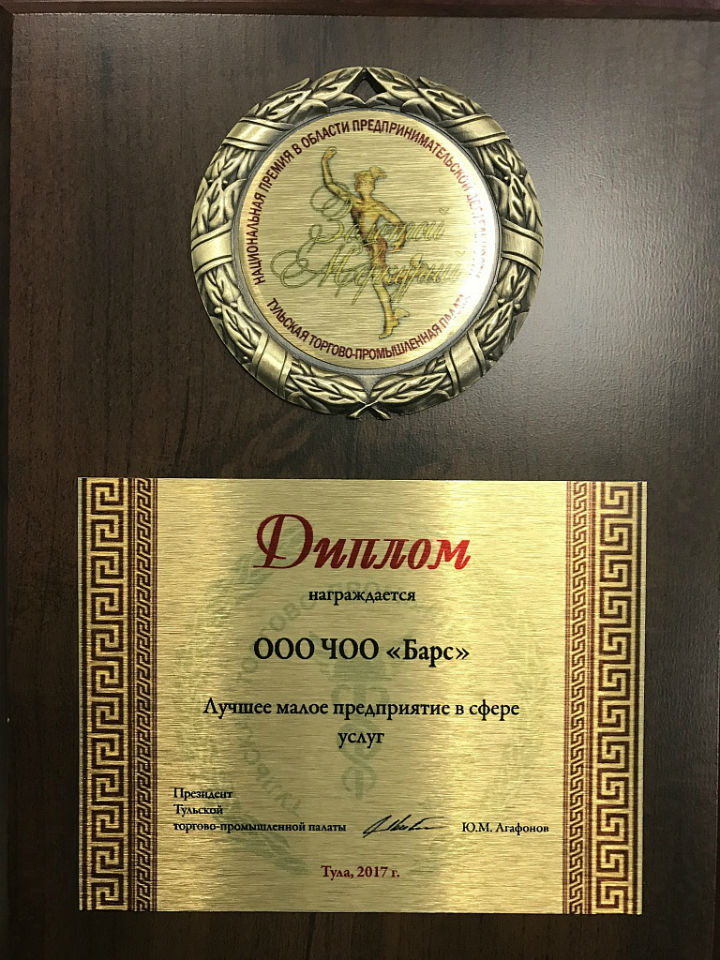 НАЦИОНАЛЬНАЯ ПРЕМИЯ В ОБЛАСТИ ПРЕДПРИНИМАТЕЛЬСКОЙ
Золотой
Меркурий
ТУЛЬСКАЯ ТОРГОВО-ПРОМЫШЛЕННАЯ ПАЛАТА
Диплом
награждается
ООО ЧОО «Барс»
Лучшее малое предприятие в сфере
услуг
Президент
Тульской
торгово-промышленной палаты
Ю.М. Агафонов
Тула, 2017 г.